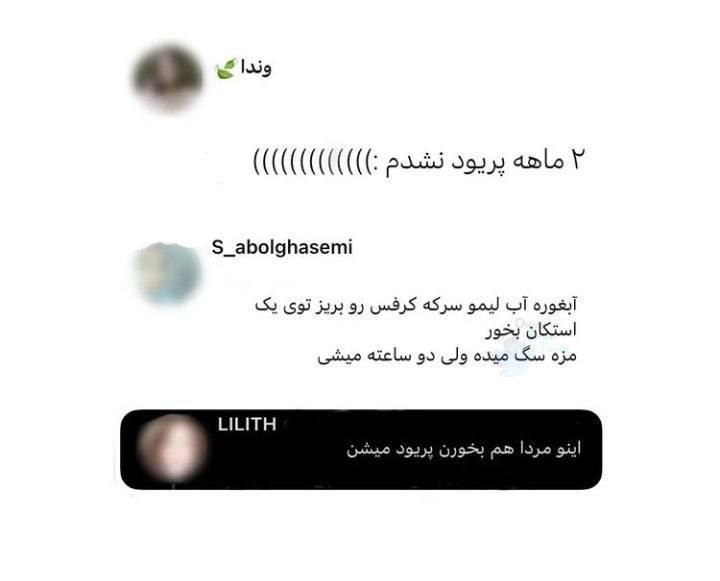 وندا 🌿
۲ ماهه پریود نشدم :))))))))))))))
S_abolghasemi
آبغوره آب لیمو سرکه کرفس رو بریز توی یک
استکان بخور
مزه سگ میده ولی دو ساعته میشی
LILITH
اینو مردا هم بخورن پریود میشن